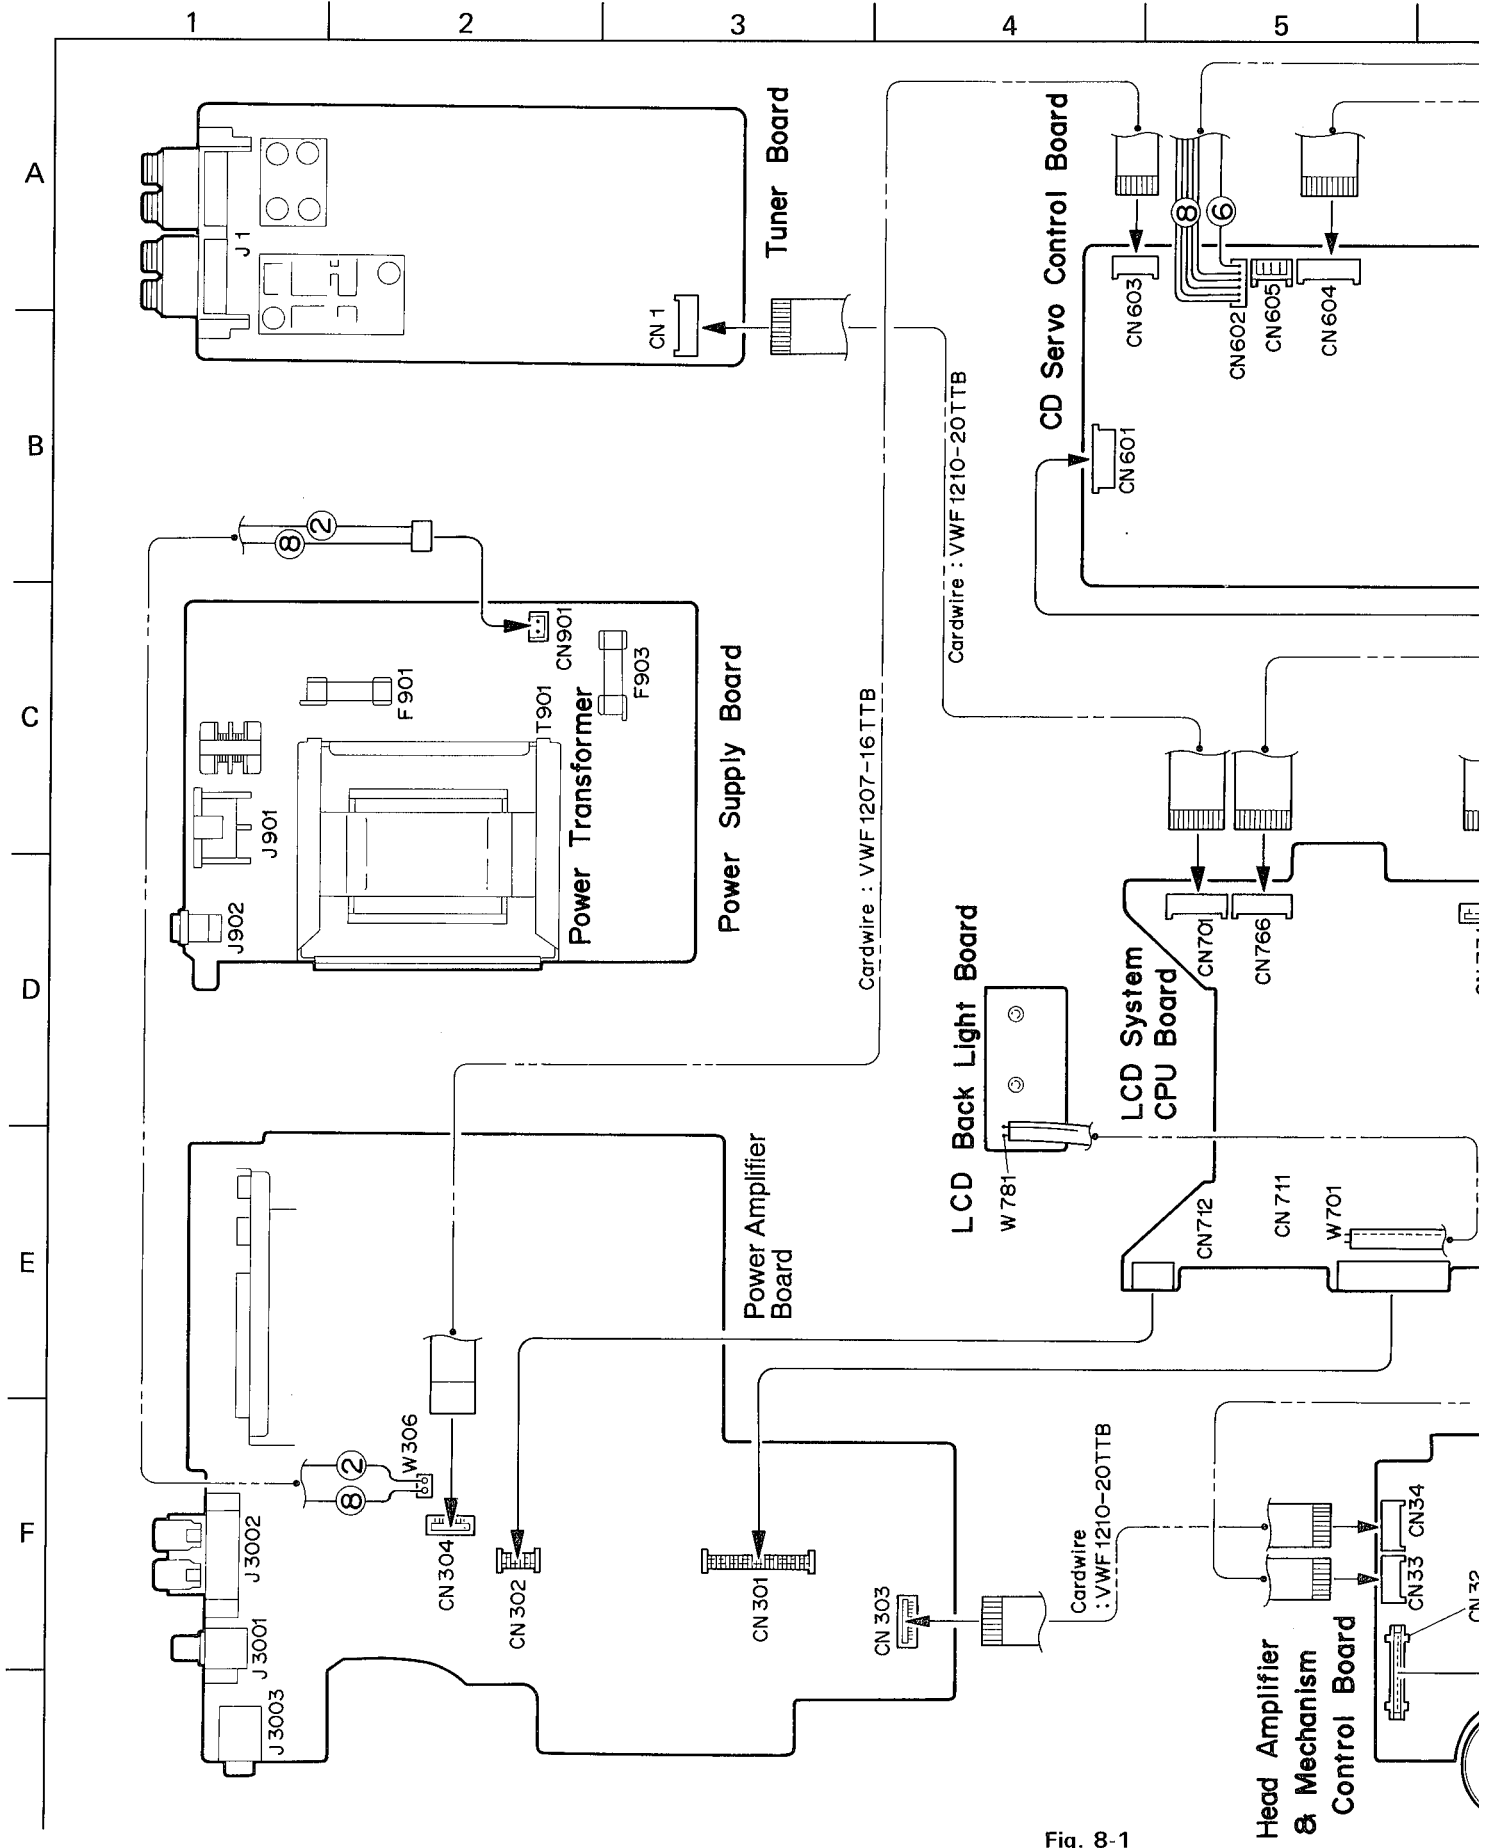 1 2 3 4 5
A
B
C
D
E
F
J1
Tuner Board
CN1
CD Servo Control Board
8
6
CN603
CN602
CN605
CN604
CN601
Cardwire : VWF1210-20TTB
2
8
CN901
F901
F903
T901
Power Transformer
Power Supply Board
J901
J902
Cardwire : VWF1207-16TTB
CN701
CN766
LCD System
CPU Board
LCD Back Light Board
W781
CN712
CN711
W701
Power Amplifier
Board
2
8
W306
CN304
CN302
CN301
CN303
J3002
J3001
J3003
Cardwire
: VWF1210-20TTB
CN34
CN33
CN32
Head Amplifier
& Mechanism
Control Board
Fig. 8-1